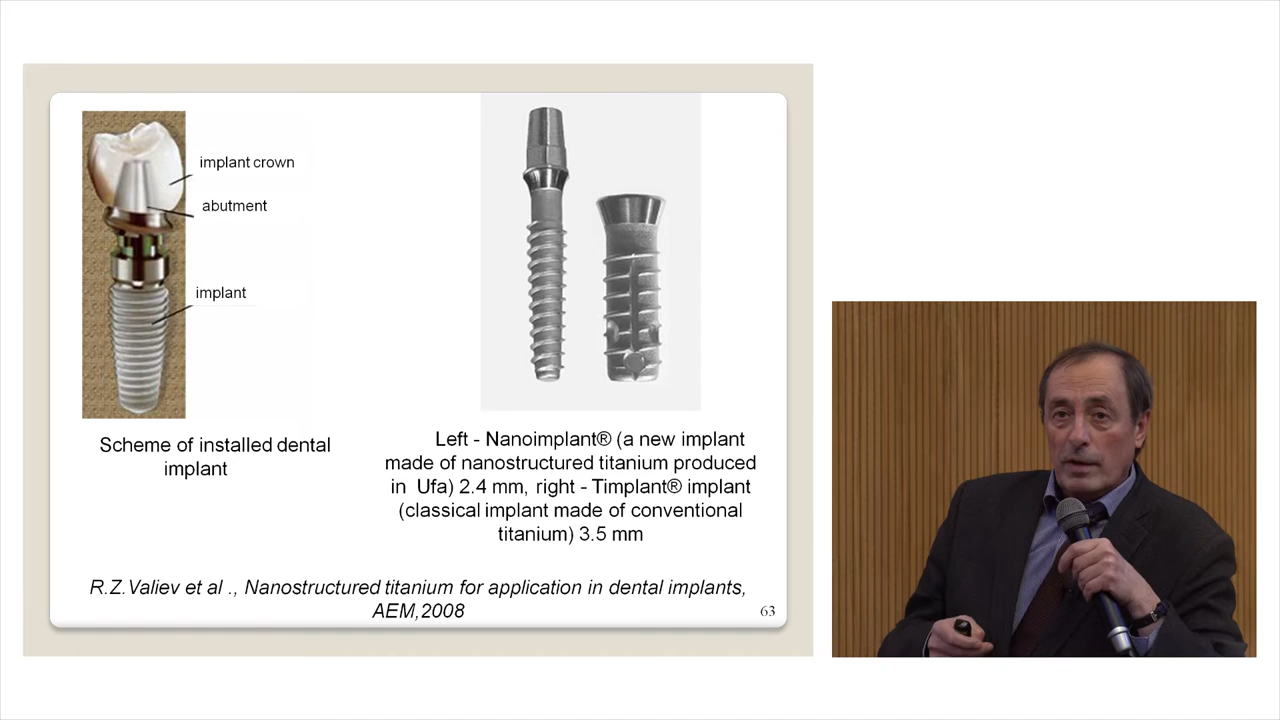 implant crown
abutment
implant
Scheme of installed dental
implant
Left - Nanoimplant® (a new implant
made of nanostructured titanium produced
in Ufa) 2.4 mm, right - Timplant® implant
(classical implant made of conventional
titanium) 3.5 mm
R.Z.Valiev et al ., Nanostructured titanium for application in dental implants,
AEM,2008
63